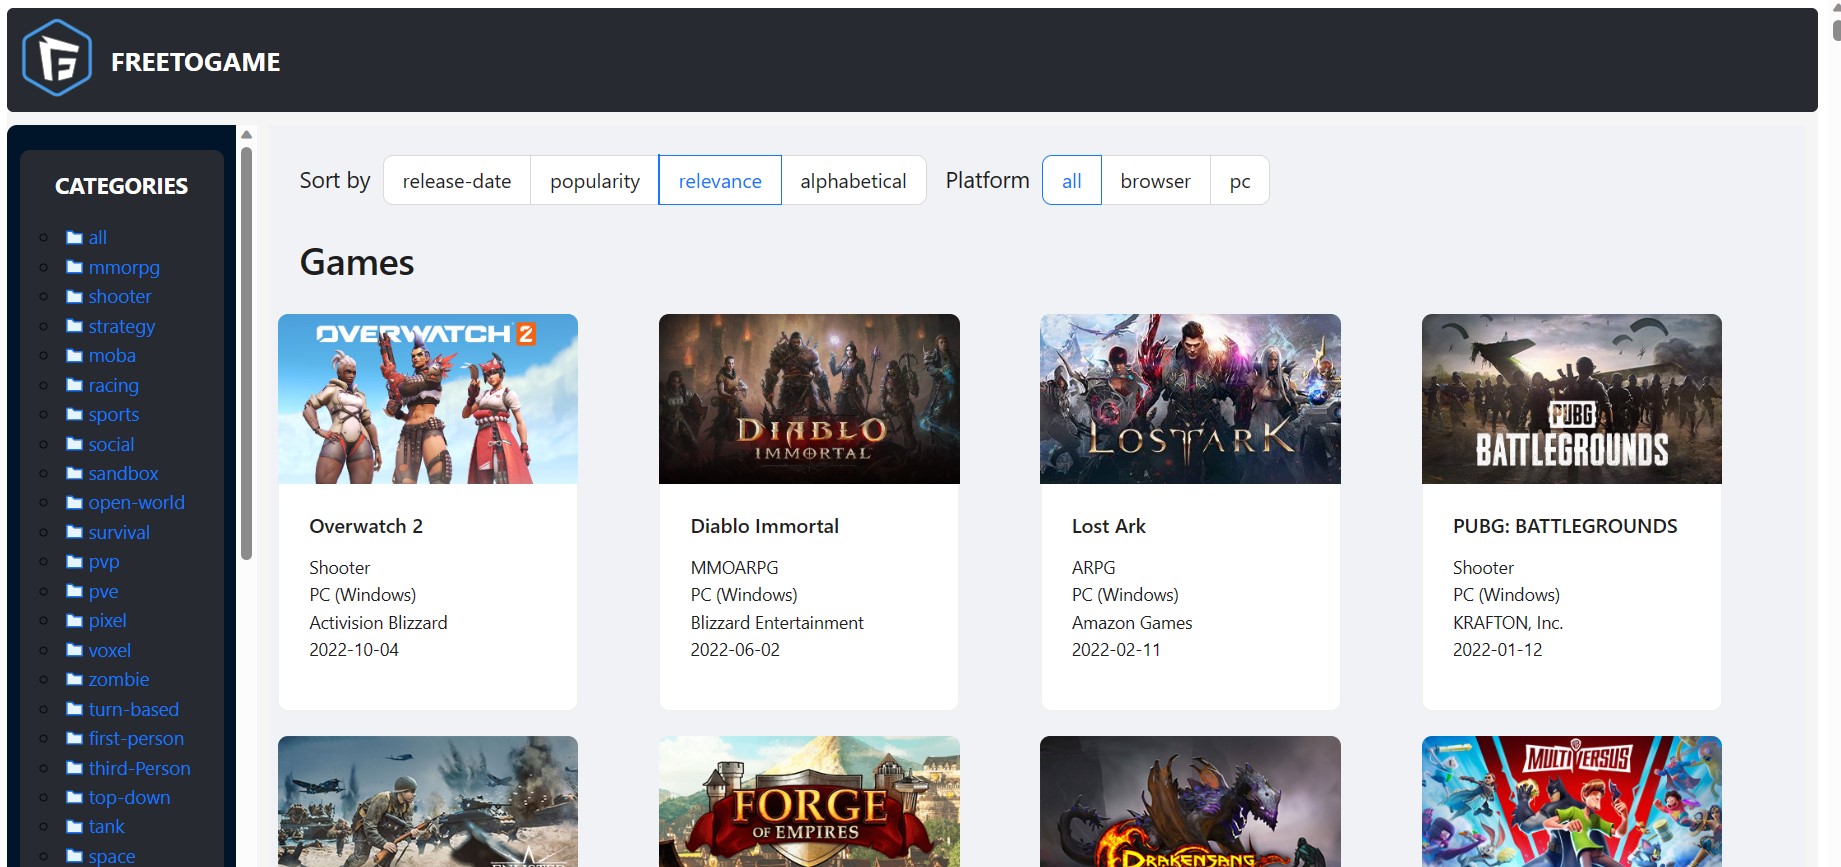 FREETOGAME
CATEGORIES
all
mmorpg
shooter
strategy
moba
racing
sports
social
sandbox
open-world
survival
pvp
pve
pixel
voxel
zombie
turn-based
first-person
third-Person
top-down
tank
space
Sort by release-date popularity relevance alphabetical Platform all browser pc
Games
OVERWATCH 2
DIABLO
IMMORTAL
LOST ARK
PUBG
BATTLEGROUNDS
Overwatch 2
Shooter
PC (Windows)
Activision Blizzard
2022-10-04
Diablo Immortal
MMOARPG
PC (Windows)
Blizzard Entertainment
2022-06-02
Lost Ark
ARPG
PC (Windows)
Amazon Games
2022-02-11
PUBG: BATTLEGROUNDS
Shooter
PC (Windows)
KRAFTON, Inc.
2022-01-12
ENLISTED
FORGE
OF EMPIRES
DRAKENSANG
MULTIVERSUS